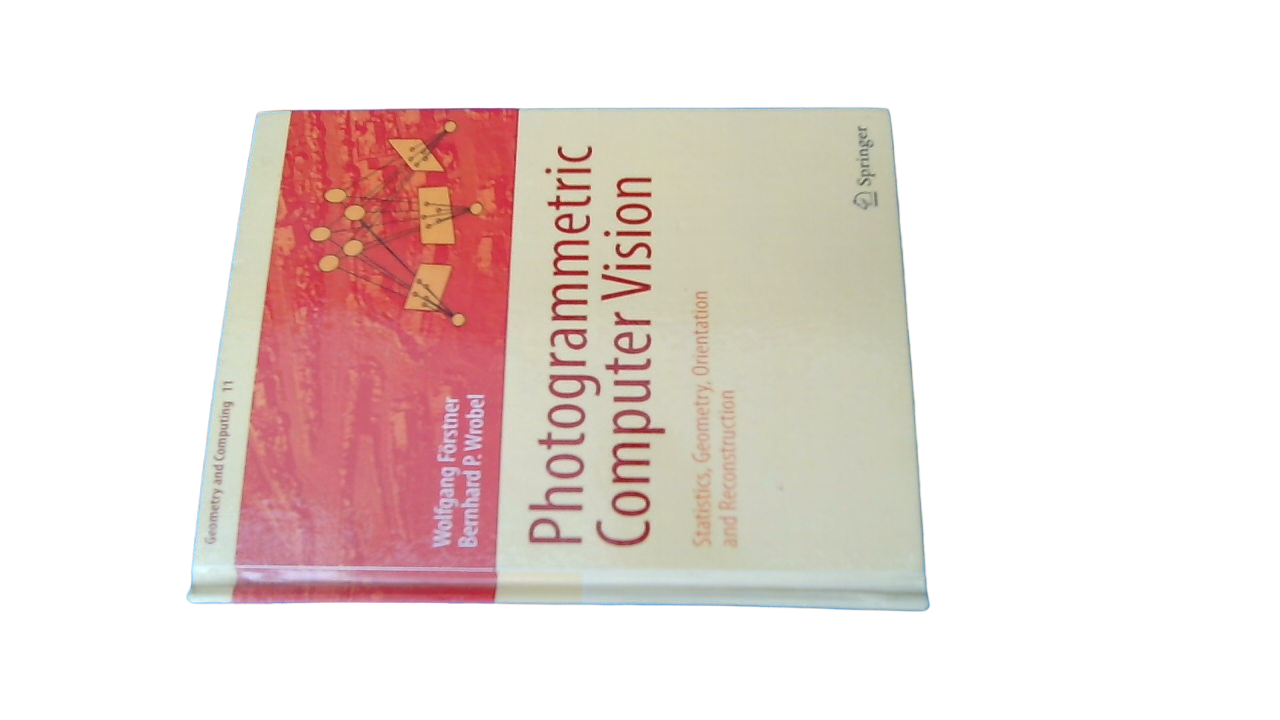 Geometry and Computing 11
Wolfgang Förstner
Bernhard P. Wrobel
Photogrammetric
Computer Vision
Statistics, Geometry, Orientation
and Reconstruction
Springer